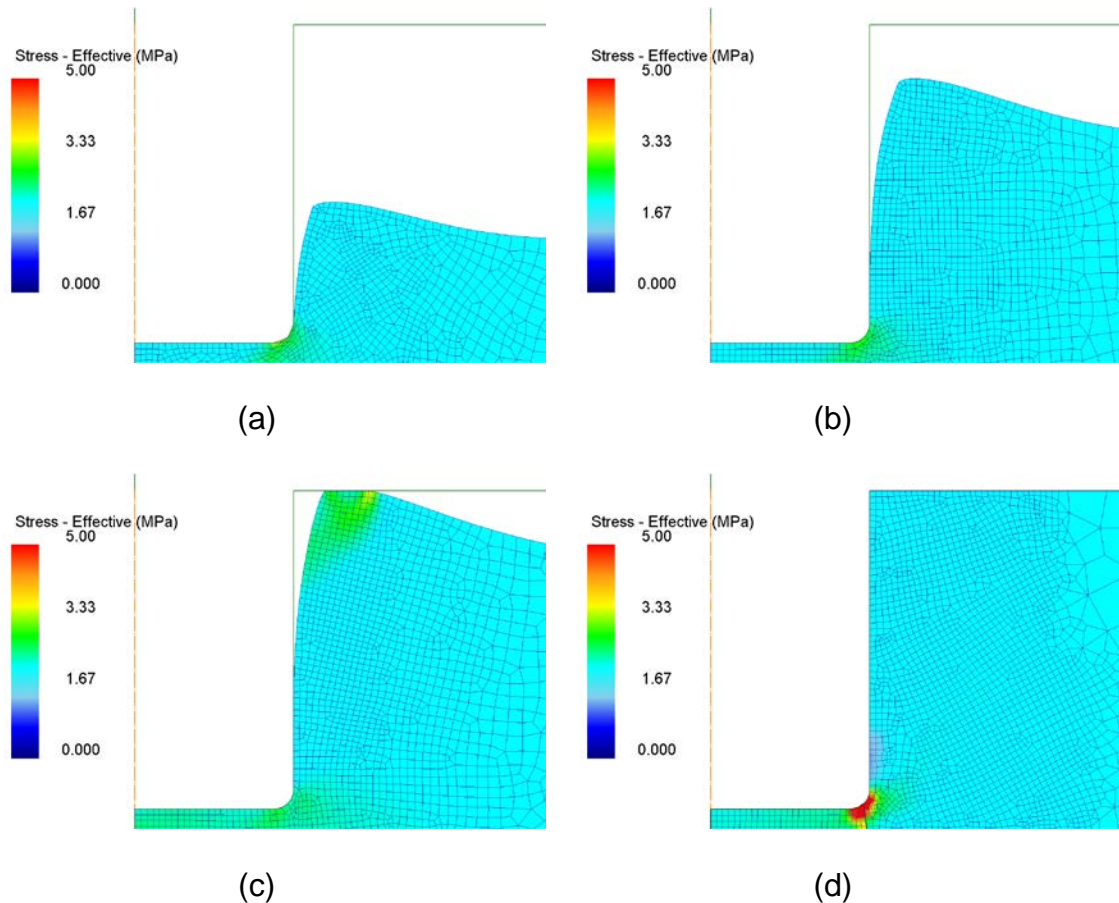 Stress - Effective (MPa)
5.00
3.33
1.67
0.000
(a)
Stress - Effective (MPa)
5.00
3.33
1.67
0.000
(b)
Stress - Effective (MPa)
5.00
3.33
1.67
0.000
(c)
Stress - Effective (MPa)
5.00
3.33
1.67
0.000
(d)